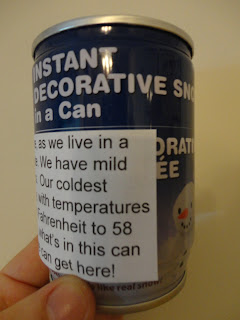 INSTANT
DECORATIVE SNO
in a Can
as we live in a
We have mild
Our coldest
with temperatures
Fahrenheit to 58
what's in this can
can get here!
ORATI
ÉE
like real snow